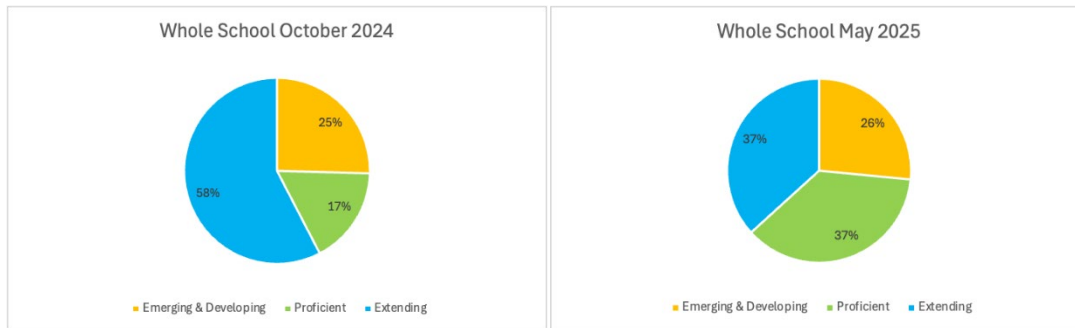 Whole School October 2024
25%
17%
58%
Emerging & Developing Proficient Extending
Whole School May 2025
26%
37%
37%
Emerging & Developing Proficient Extending